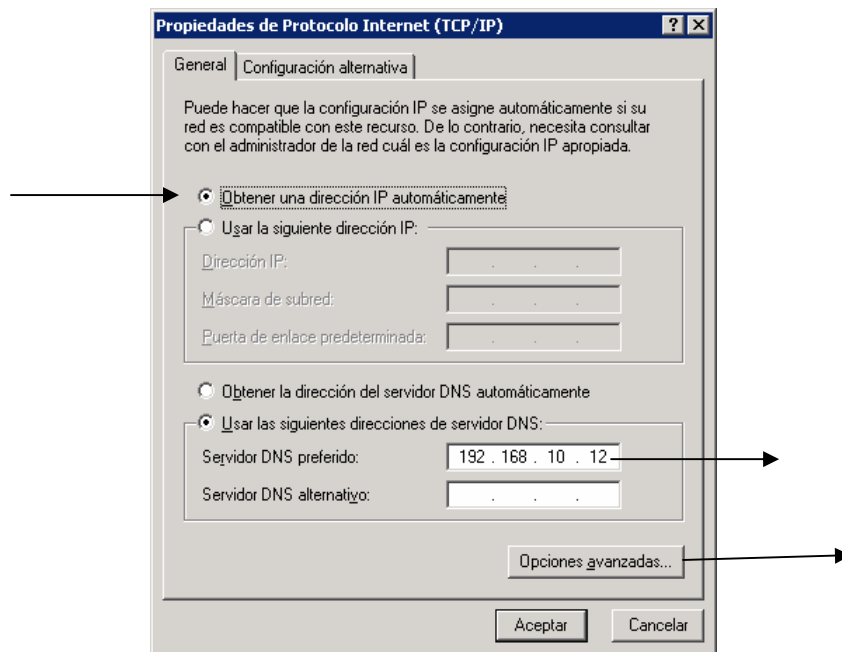 Propiedades de Protocolo Internet (TCP/IP)
General
Configuración alternativa
Puede hacer que la configuración IP se asigne automáticamente si su
red es compatible con este recurso. De lo contrario, necesita consultar
con el administrador de la red cuál es la configuración IP apropiada.
Obtener una dirección IP automáticamente
Usar la siguiente dirección IP:
Dirección IP:
Máscara de subred:
Puerta de enlace predeterminada:
Obtener la dirección del servidor DNS automáticamente
Usar las siguientes direcciones de servidor DNS:
Servidor DNS preferido: 192 . 168 . 10 . 12
Servidor DNS alternativo:
Opciones avanzadas...
Aceptar
Cancelar